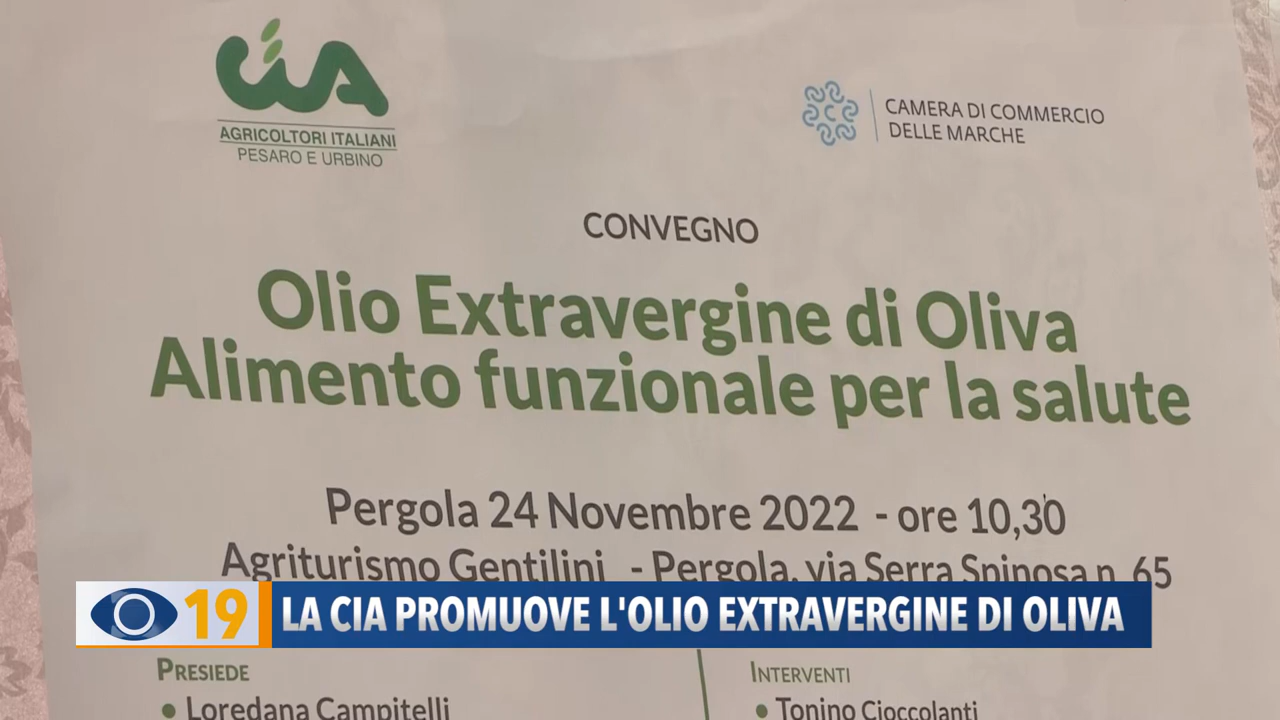 CIA
AGRICOLTORI ITALIANI
PESARO E URBINO
CAMERA DI COMMERCIO
DELLE MARCHE
CONVEGNO
Olio Extravergine di Oliva
Alimento funzionale per la salute
Pergola 24 Novembre 2022 - ore 10,30
Agriturismo Gentilini - Pergola, via Serra Spinosa n. 65
19 LA CIA PROMUOVE L'OLIO EXTRAVERGINE DI OLIVA
PRESIEDE
• Loredana Campitelli
INTERVENTI
• Tonino Cioccolanti